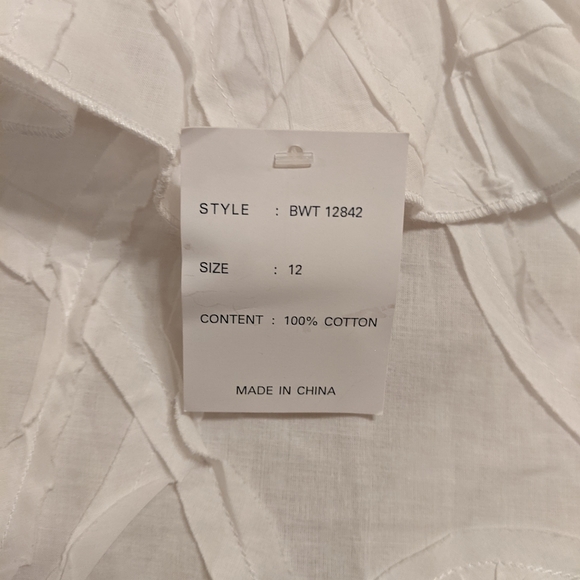 STYLE : BWT 12842
SIZE : 12
CONTENT : 100% COTTON
MADE IN CHINA